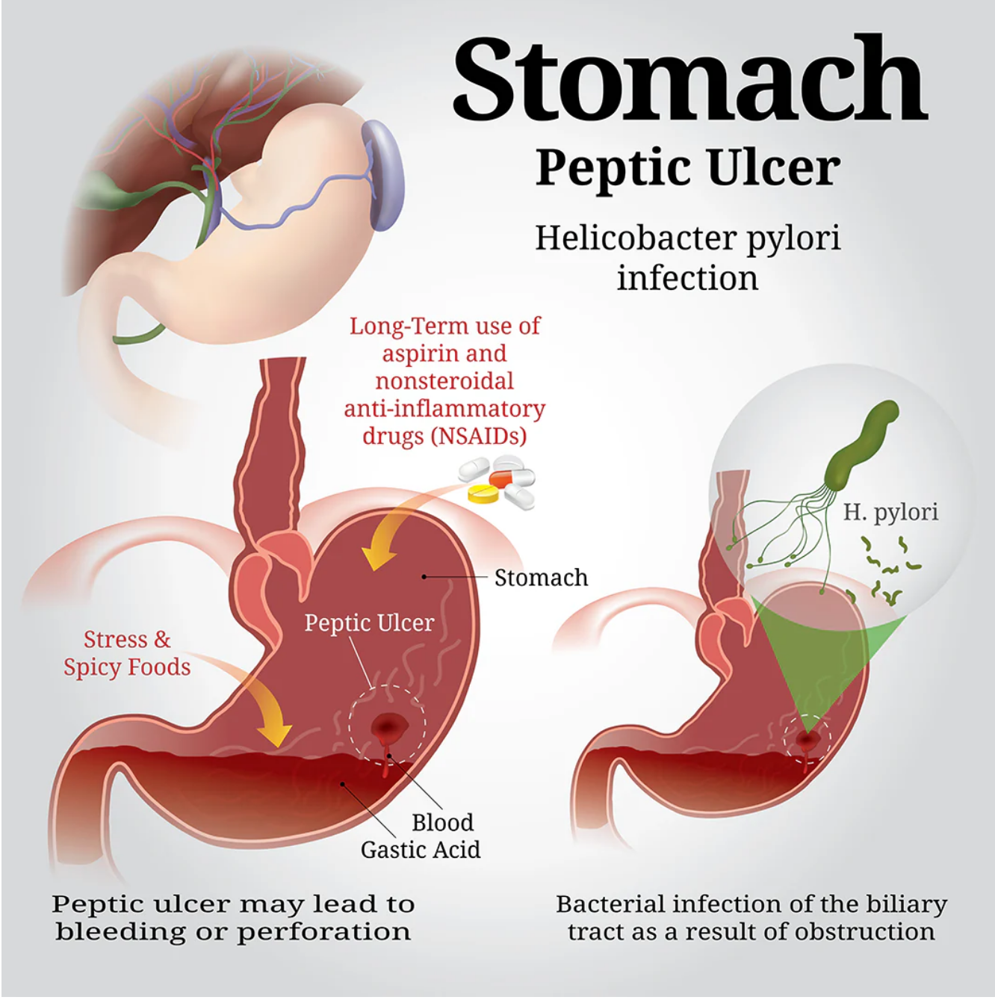 Stomach
Peptic Ulcer
Helicobacter pylori
infection
Long-Term use of
aspirin and
nonsteroidal
anti-inflammatory
drugs (NSAIDs)
H. pylori
Stomach
Peptic Ulcer
Stress &
Spicy Foods
Blood
Gastic Acid
Peptic ulcer may lead to
bleeding or perforation
Bacterial infection of the biliary
tract as a result of obstruction